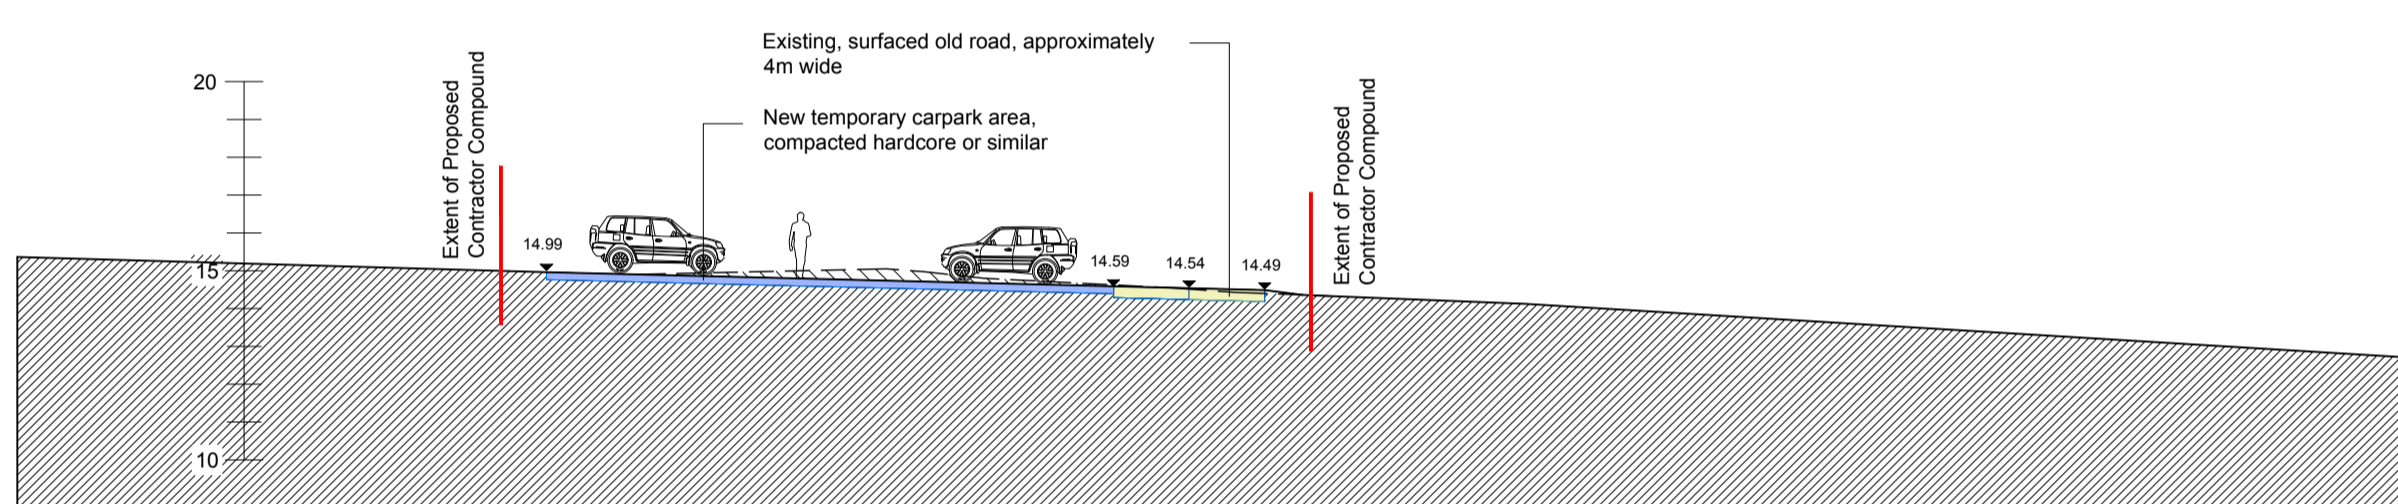 Existing, surfaced old road, approximately
4m wide
New temporary carpark area,
compacted hardcore or similar
Extent of Proposed
Contractor Compound
Extent of Proposed
Contractor Compound
20
15
10
14.99
14.59
14.54
14.49